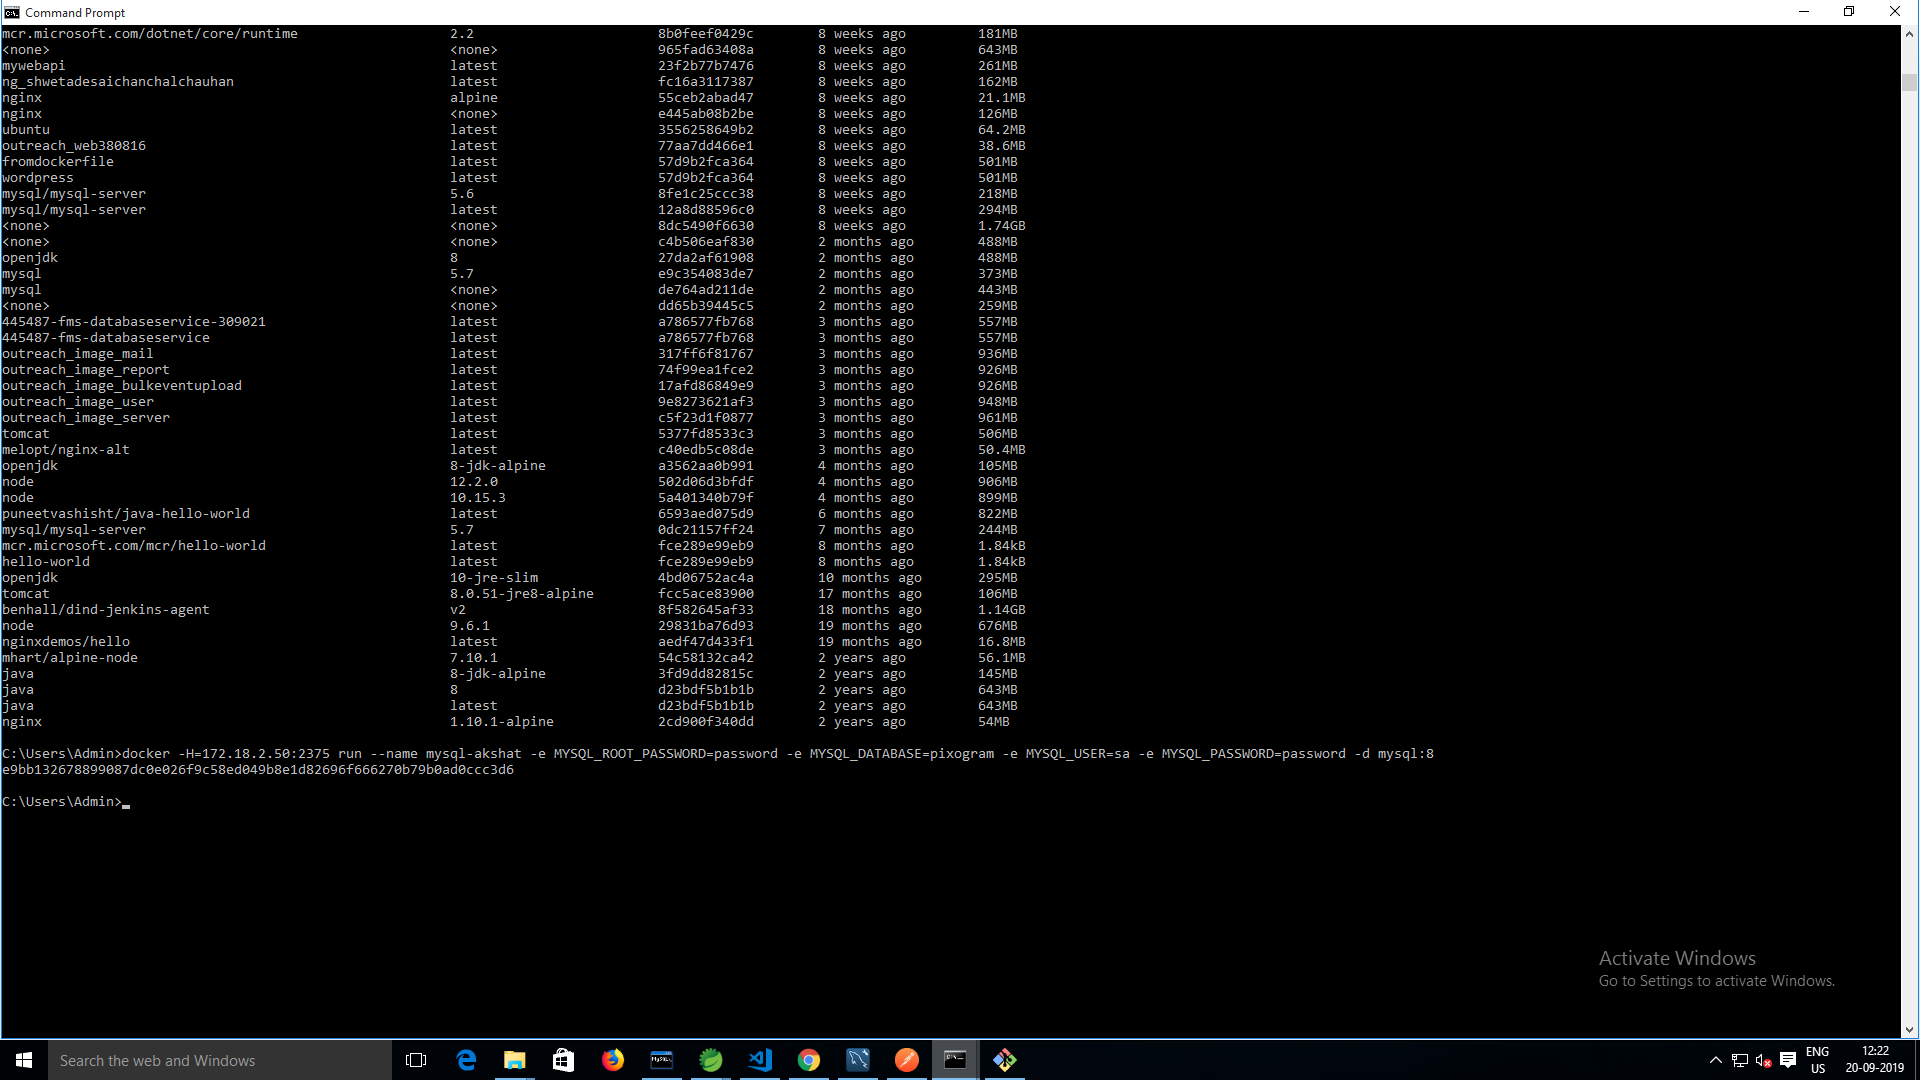 Command Prompt
mcr.microsoft.com/dotnet/core/runtime 2.2 8b0feef0429c 8 weeks ago 181MB
<none> <none> 965fad63408a 8 weeks ago 643MB
mywebapi latest 23f2b77b7476 8 weeks ago 261MB
ng_shwetadesaichanchalchauhan latest fc16a3117387 8 weeks ago 162MB
nginx alpine 55ceb2abad47 8 weeks ago 21.1MB
nginx <none> e445ab08b2be 8 weeks ago 126MB
ubuntu latest 3556258649b2 8 weeks ago 64.2MB
outreach_web380816 latest 77aa7dd466e1 8 weeks ago 38.6MB
fromdockerfile latest 57d9b2fca364 8 weeks ago 501MB
wordpress latest 57d9b2fca364 8 weeks ago 501MB
mysql/mysql-server 5.6 8fe1c25ccc38 8 weeks ago 218MB
mysql/mysql-server latest 12a8d88596c0 8 weeks ago 294MB
<none> <none> 8dc5490f6630 8 weeks ago 1.74GB
<none> <none> c4b506eaf830 2 months ago 488MB
openjdk 8 27da2af61908 2 months ago 488MB
mysql 5.7 e9c354083de7 2 months ago 373MB
mysql <none> de764ad211de 2 months ago 443MB
<none> <none> dd65b39445c5 2 months ago 259MB
445487-fms-databaseservice-309021 latest a786577fb768 3 months ago 557MB
445487-fms-databaseservice latest a786577fb768 3 months ago 557MB
outreach_image_mail latest 317ff6f81767 3 months ago 936MB
outreach_image_report latest 74f99ea1fce2 3 months ago 926MB
outreach_image_bulkeventupload latest 17afd86849e9 3 months ago 926MB
outreach_image_user latest 9e8273621af3 3 months ago 948MB
outreach_image_server latest c5f23d1f0877 3 months ago 961MB
tomcat latest 5377fd8533c3 3 months ago 506MB
melopt/nginx-alt latest c40edb5c08de 3 months ago 50.4MB
openjdk 8-jdk-alpine a3562aa0b991 4 months ago 105MB
node 12.2.0 502d06d3bfdf 4 months ago 906MB
node 10.15.3 5a401340b79f 4 months ago 899MB
puneetvashisht/java-hello-world latest 6593aed075d9 6 months ago 822MB
mysql/mysql-server 5.7 0dc21157ff24 7 months ago 244MB
mcr.microsoft.com/mcr/hello-world latest fce289e99eb9 8 months ago 1.84kB
hello-world latest fce289e99eb9 8 months ago 1.84kB
openjdk 10-jre-slim 4bd06752ac4a 10 months ago 295MB
tomcat 8.0.51-jre8-alpine fcc5ace83900 17 months ago 106MB
benhall/dind-jenkins-agent v2 8f582645af33 18 months ago 1.14GB
node 9.6.1 29831ba76d93 19 months ago 676MB
nginxdemos/hello latest aedf47d433f1 19 months ago 16.8MB
mhart/alpine-node 7.10.1 54c58132ca42 2 years ago 56.1MB
java 8-jdk-alpine 3fd9dd82815c 2 years ago 145MB
java 8 d23bdf5b1b1b 2 years ago 643MB
java latest d23bdf5b1b1b 2 years ago 643MB
nginx 1.10.1-alpine 2cd900f340dd 2 years ago 54MB
C:\Users\Admin>docker -H=172.18.2.50:2375 run --name mysql-akshat -e MYSQL_ROOT_PASSWORD=password -e MYSQL_DATABASE=pixogram -e MYSQL_USER=sa -e MYSQL_PASSWORD=password -d mysql:8
e9bb132678899087dc0e026f9c58ed049b8e1d82696f666270b79b0ad0ccc3d6
C:\Users\Admin>
Activate Windows
Go to Settings to activate Windows.
Search the web and Windows
ENG
US
12:22
20-09-2019